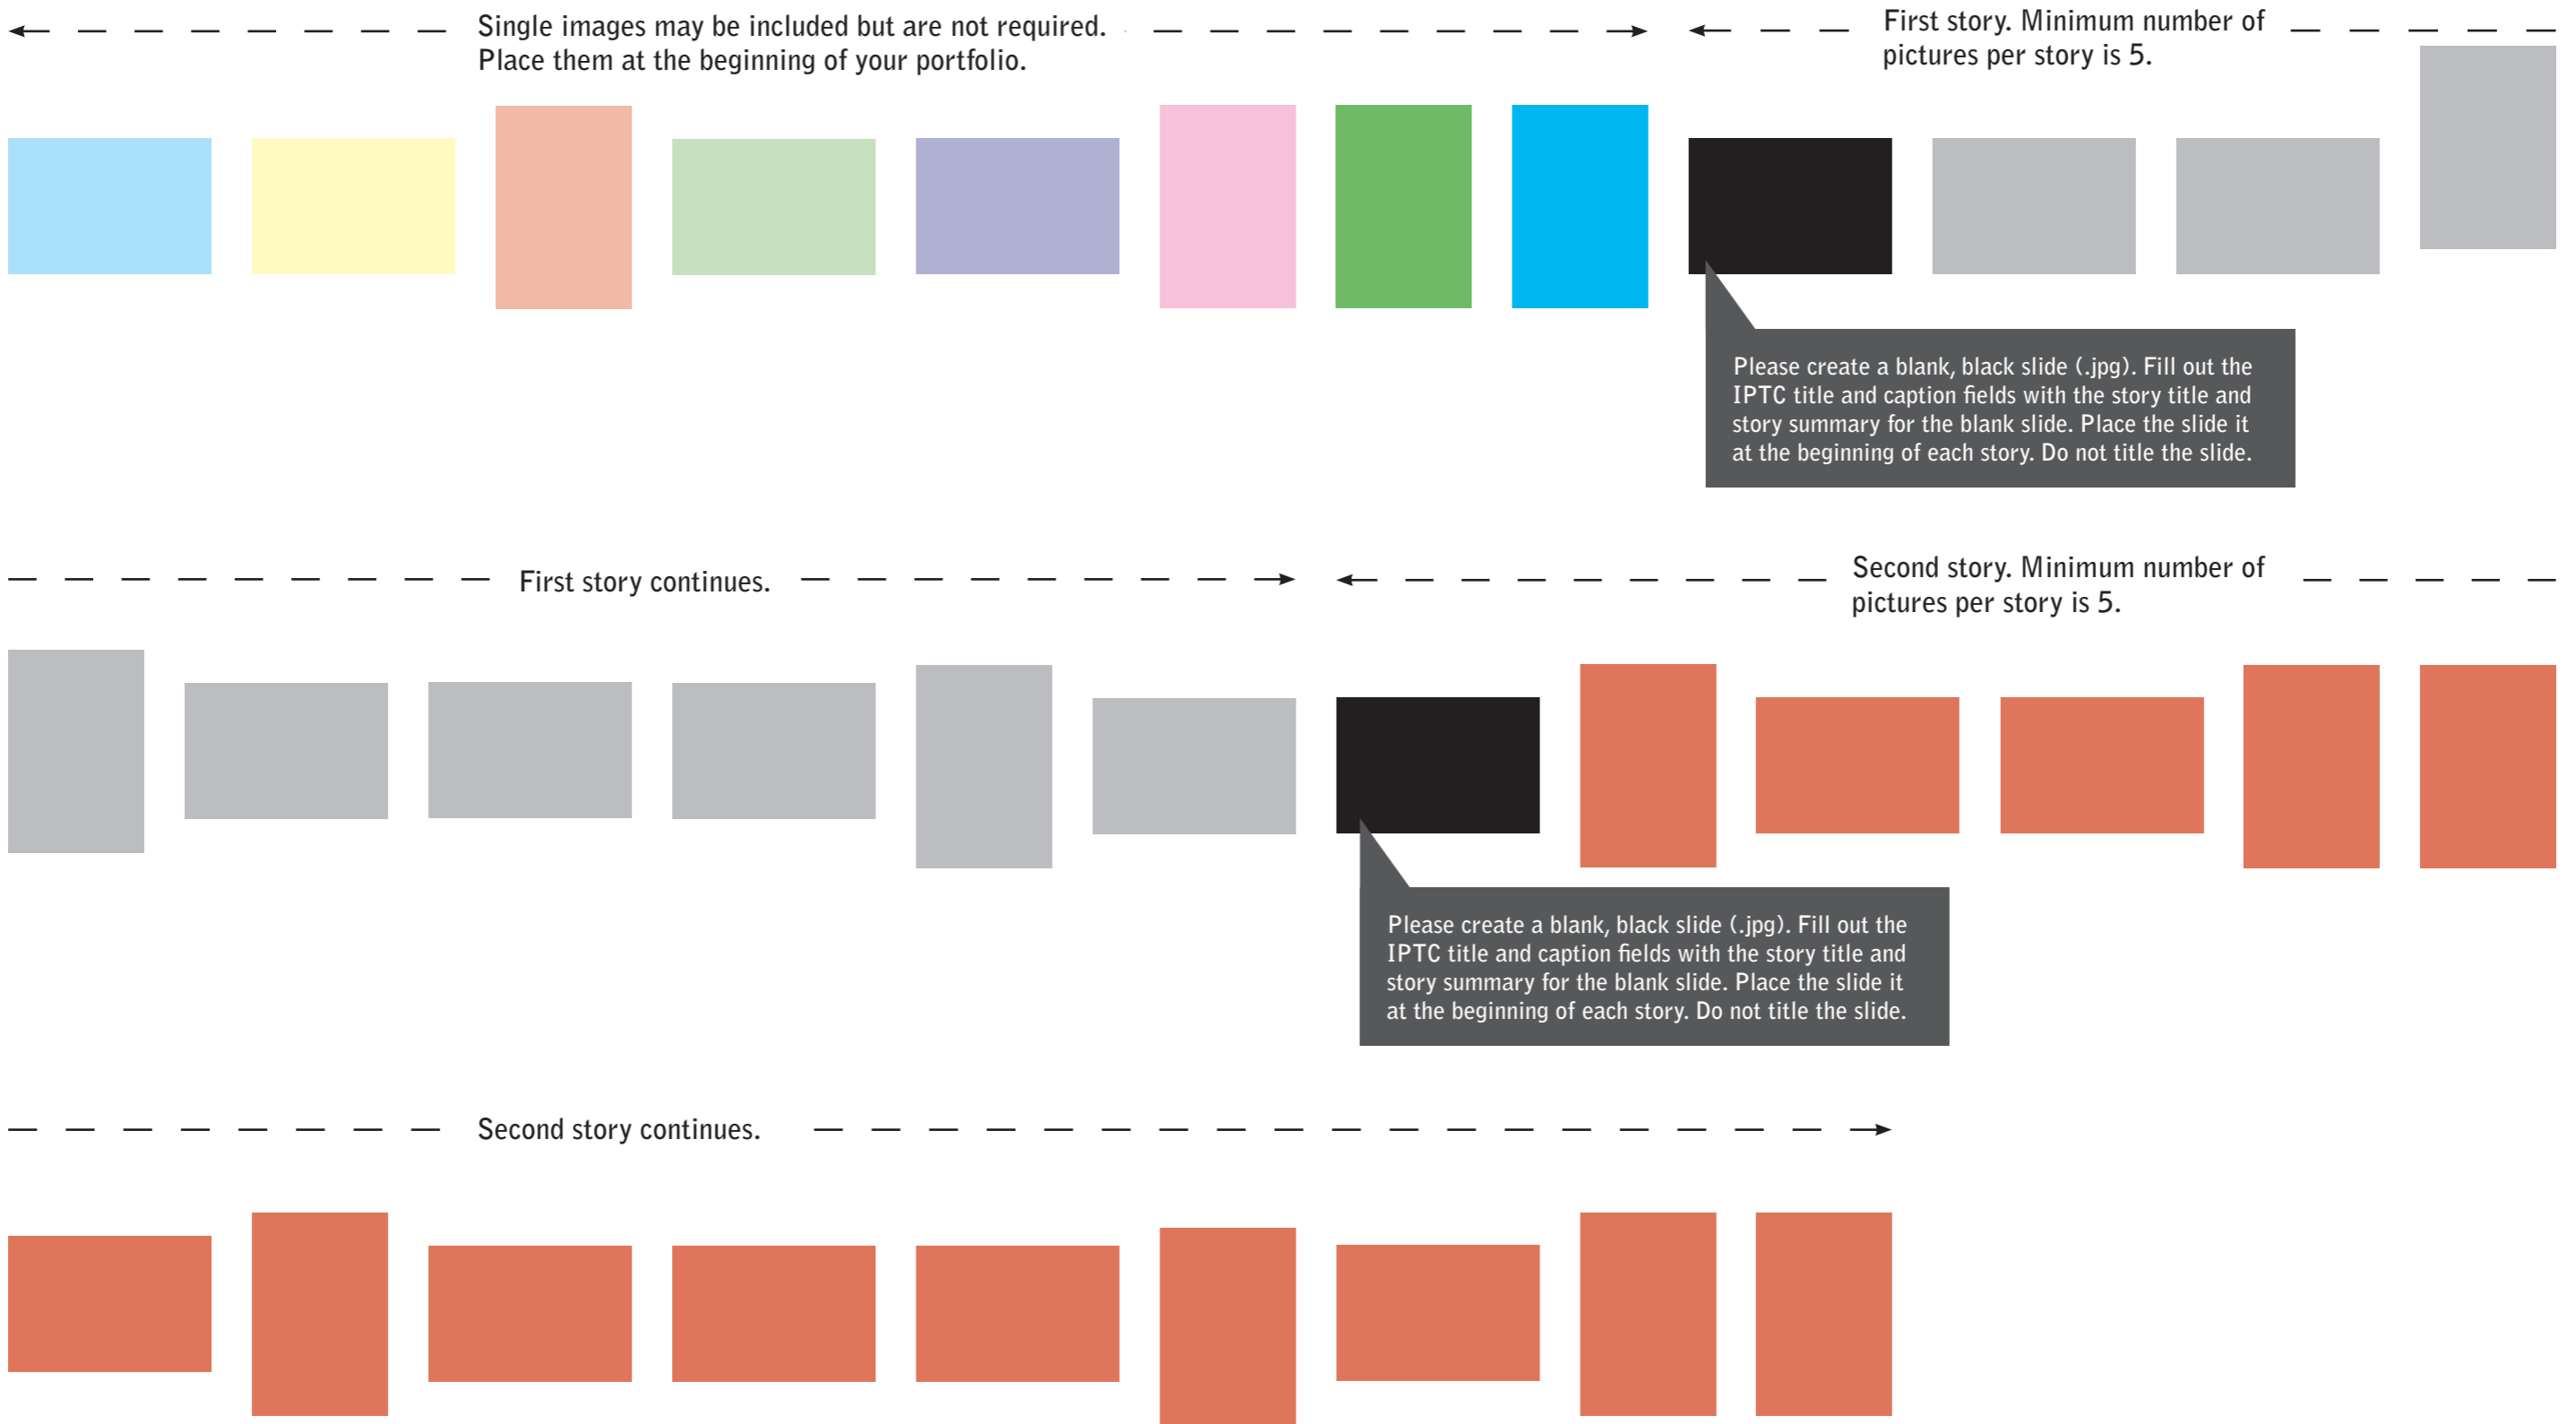 Single images may be included but are not required.
Place them at the beginning of your portfolio.
First story. Minimum number of
pictures per story is 5.
Please create a blank, black slide (.jpg). Fill out the
IPTC title and caption fields with the story title and
story summary for the blank slide. Place the slide it
at the beginning of each story. Do not title the slide.
First story continues.
Second story. Minimum number of
pictures per story is 5.
Please create a blank, black slide (.jpg). Fill out the
IPTC title and caption fields with the story title and
story summary for the blank slide. Place the slide it
at the beginning of each story. Do not title the slide.
Second story continues.